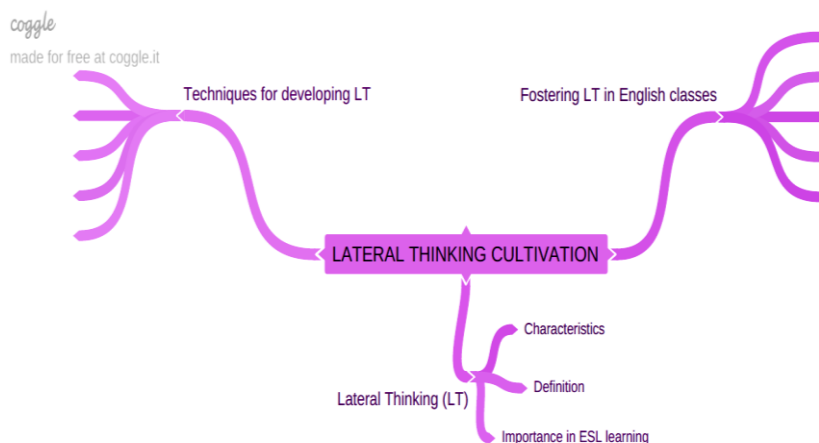 coggle
made for free at coggle.it
Techniques for developing LT
Fostering LT in English classes
LATERAL THINKING CULTIVATION
Characteristics
Definition
Lateral Thinking (LT)
Importance in ESL learning